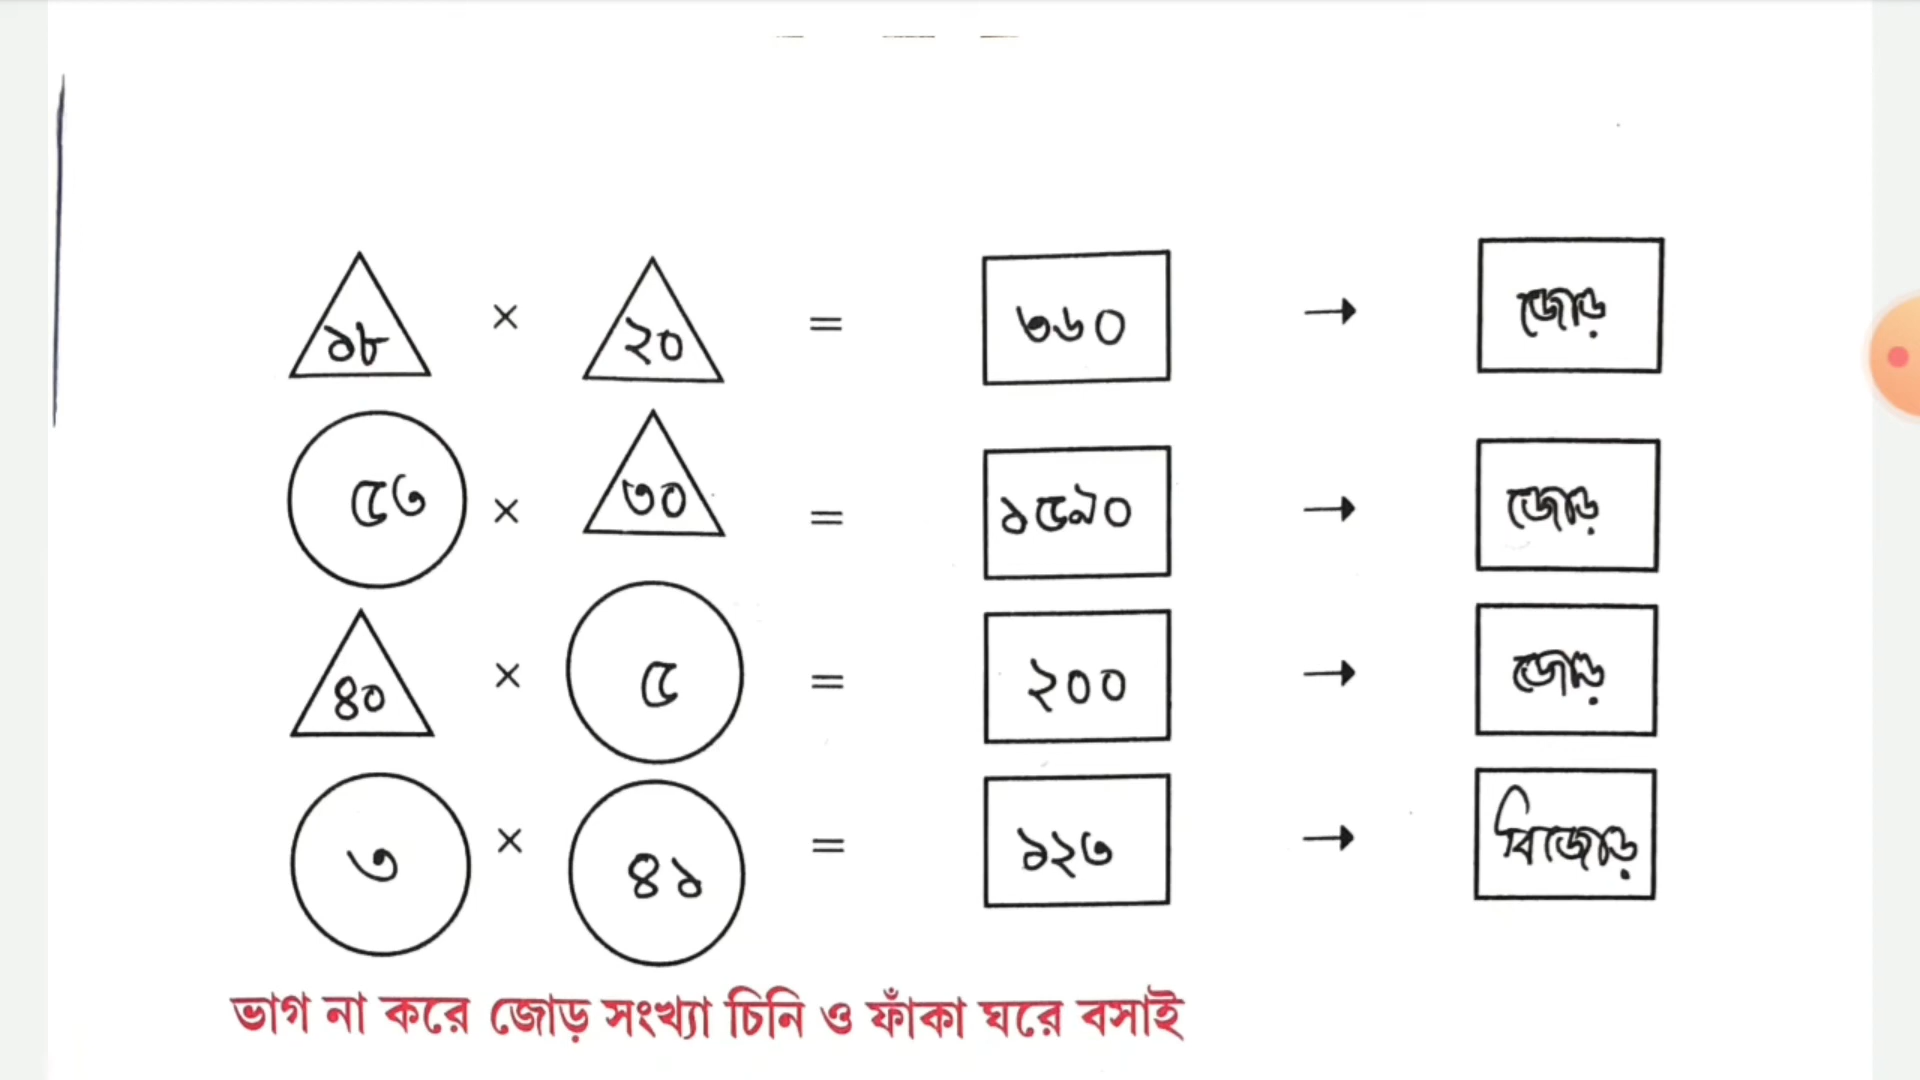 ১৮ × ২০ = ৩৬০ → জোড়
৫৩ × ৩০ = ১৫৯০ → জোড়
৪০ × ৫ = ২০০ → জোড়
৩ × ৪১ = ১২৩ → বিজোড়
ভাগ না করে জোড় সংখ্যা চিনি ও ফাঁকা ঘরে বসাই